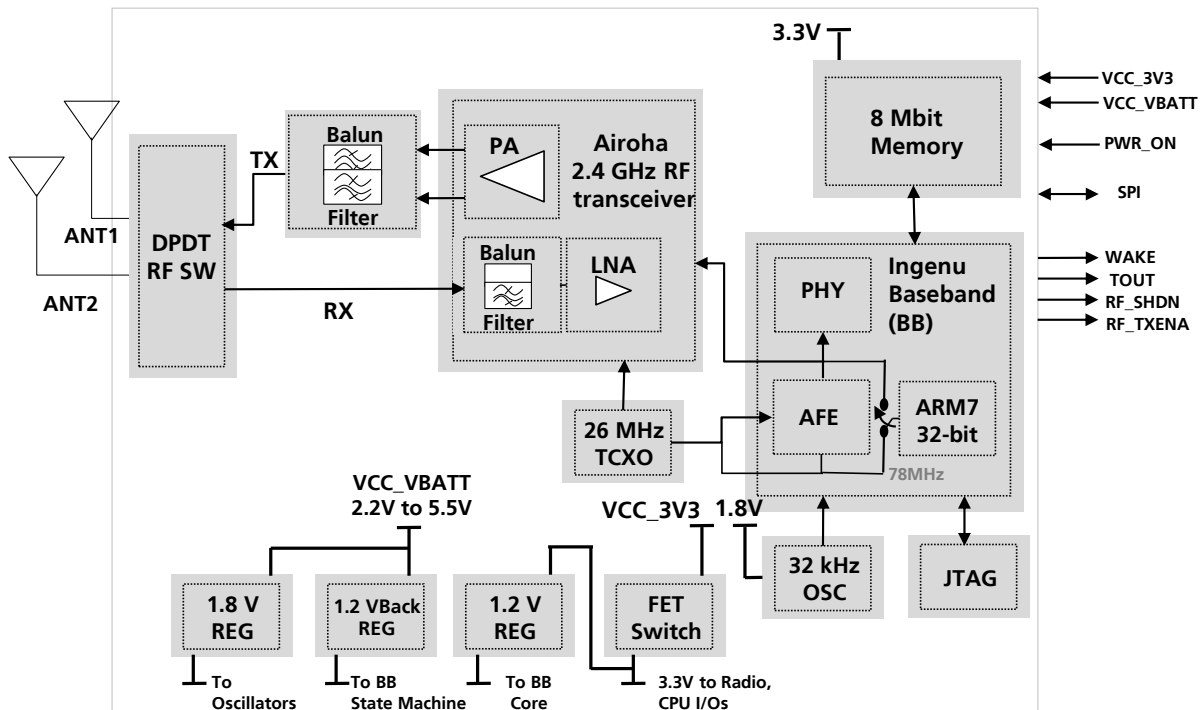 3.3V
8 Mbit
Memory
VCC_3V3
VCC_VBATT
PWR_ON
SPI
WAKE
TOUT
RF_SHDN
RF_TXENA
ANT1
ANT2
DPDT
RF SW
TX
RX
Balun
Filter
PA
Airoha
2.4 GHz RF
transceiver
Balun
Filter
LNA
Ingenu
Baseband
(BB)
PHY
AFE
ARM7
32-bit
78MHz
26 MHz
TCXO
VCC_VBATT
2.2V to 5.5V
VCC_3V3
1.8V
32 kHz
OSC
JTAG
1.8 V
REG
1.2 VBack
REG
1.2 V
REG
FET
Switch
To
Oscillators
To BB
State Machine
To BB
Core
3.3V to Radio,
CPU I/Os